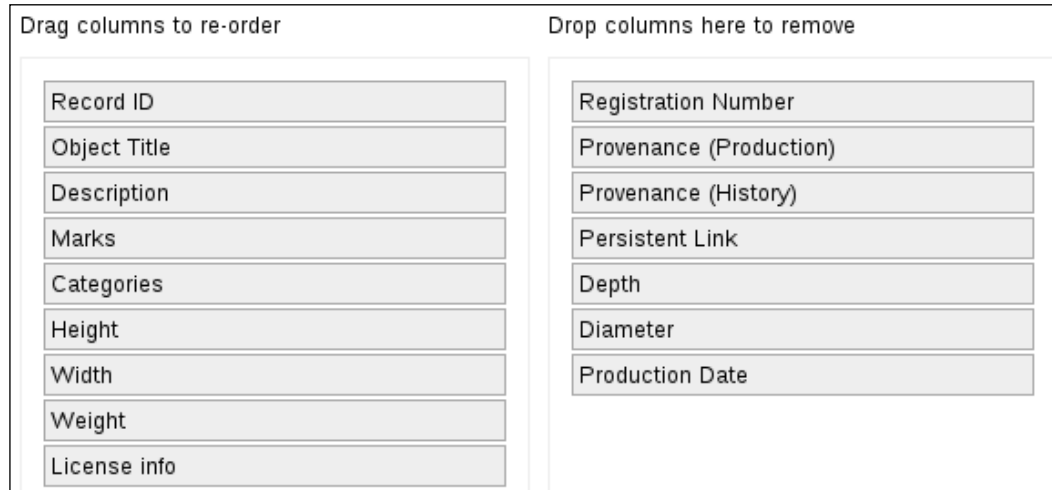 Drag columns to re-order
Record ID
Object Title
Description
Marks
Categories
Height
Width
Weight
License info
Drop columns here to remove
Registration Number
Provenance (Production)
Provenance (History)
Persistent Link
Depth
Diameter
Production Date